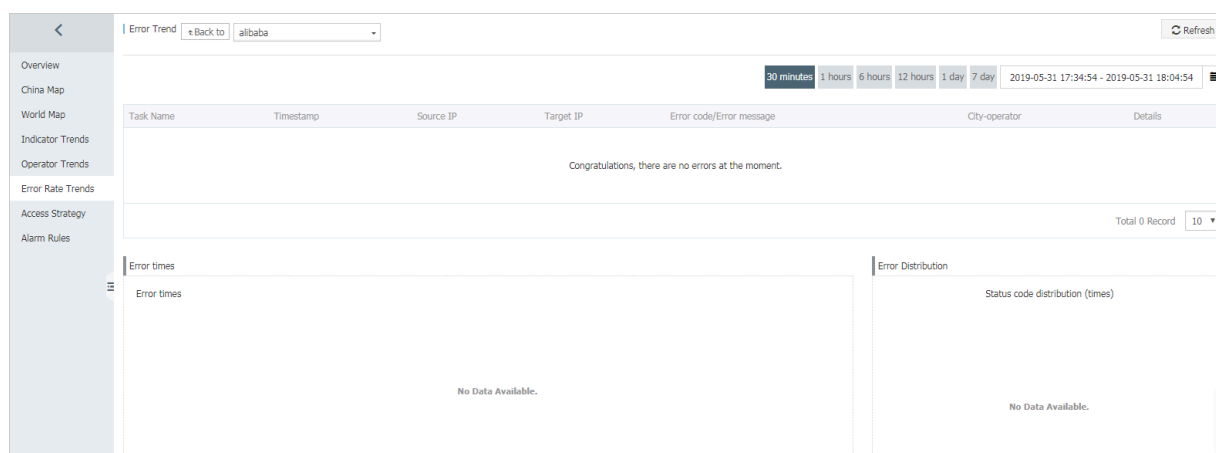 Error Trend Back to alibaba Refresh
30 minutes 1 hours 6 hours 12 hours 1 day 7 day 2019-05-31 17:34:54 - 2019-05-31 18:04:54
Overview
China Map
World Map
Indicator Trends
Operator Trends
Error Rate Trends
Access Strategy
Alarm Rules
Task Name Timestamp Source IP Target IP Error code/Error message City-operator Details
Congratulations, there are no errors at the moment.
Total 0 Record 10
Error times
Error times
No Data Available.
Error Distribution
Status code distribution (times)
No Data Available.